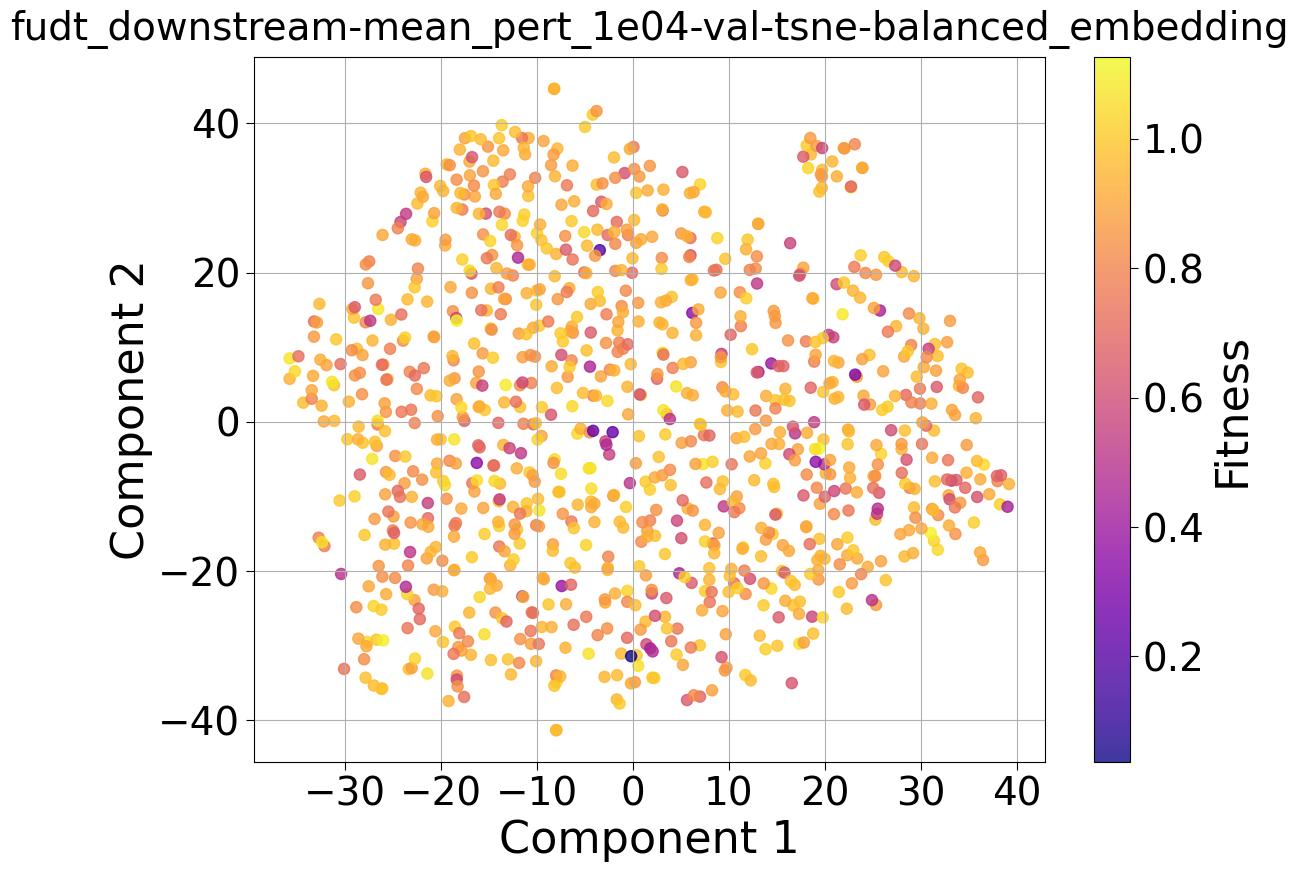 fudt_downstream-mean_pert_1e04-val-tsne-balanced_embedding
40
20
0
−20
−40
Component 2
−30 −20 −10 0 10 20 30 40
Component 1
1.0
0.8
0.6
0.4
0.2
Fitness